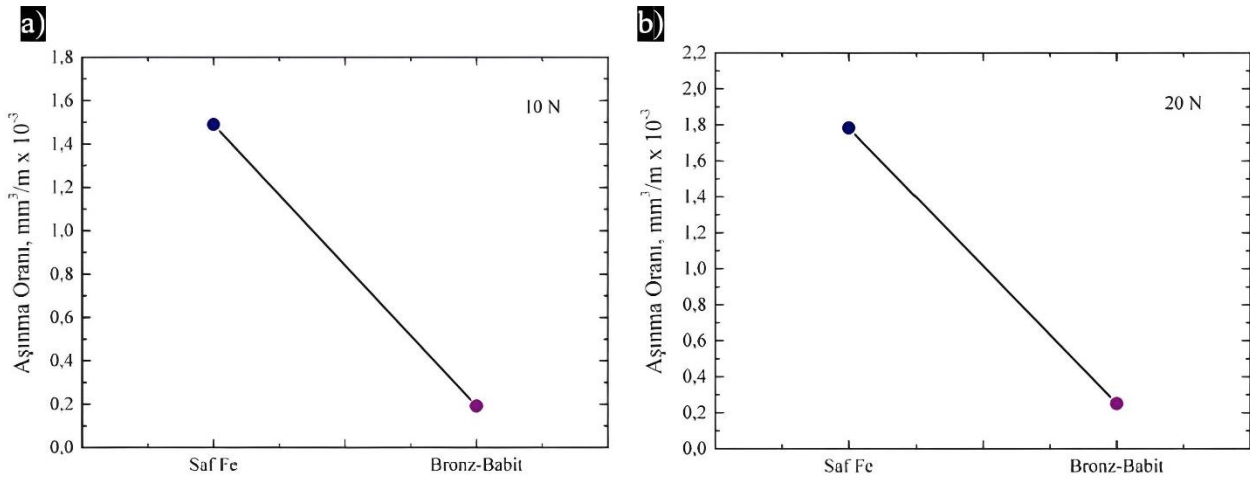 a)
Aşınma Oranı, mm³/m x 10⁻³
1,8
1,6
1,4
1,2
1,0
0,8
0,6
0,4
0,2
0,0
10 N
Saf Fe
Bronz-Babit
b)
Aşınma Oranı, mm³/m x 10⁻³
2,2
2,0
1,8
1,6
1,4
1,2
1,0
0,8
0,6
0,4
0,2
0,0
20 N
Saf Fe
Bronz-Babit